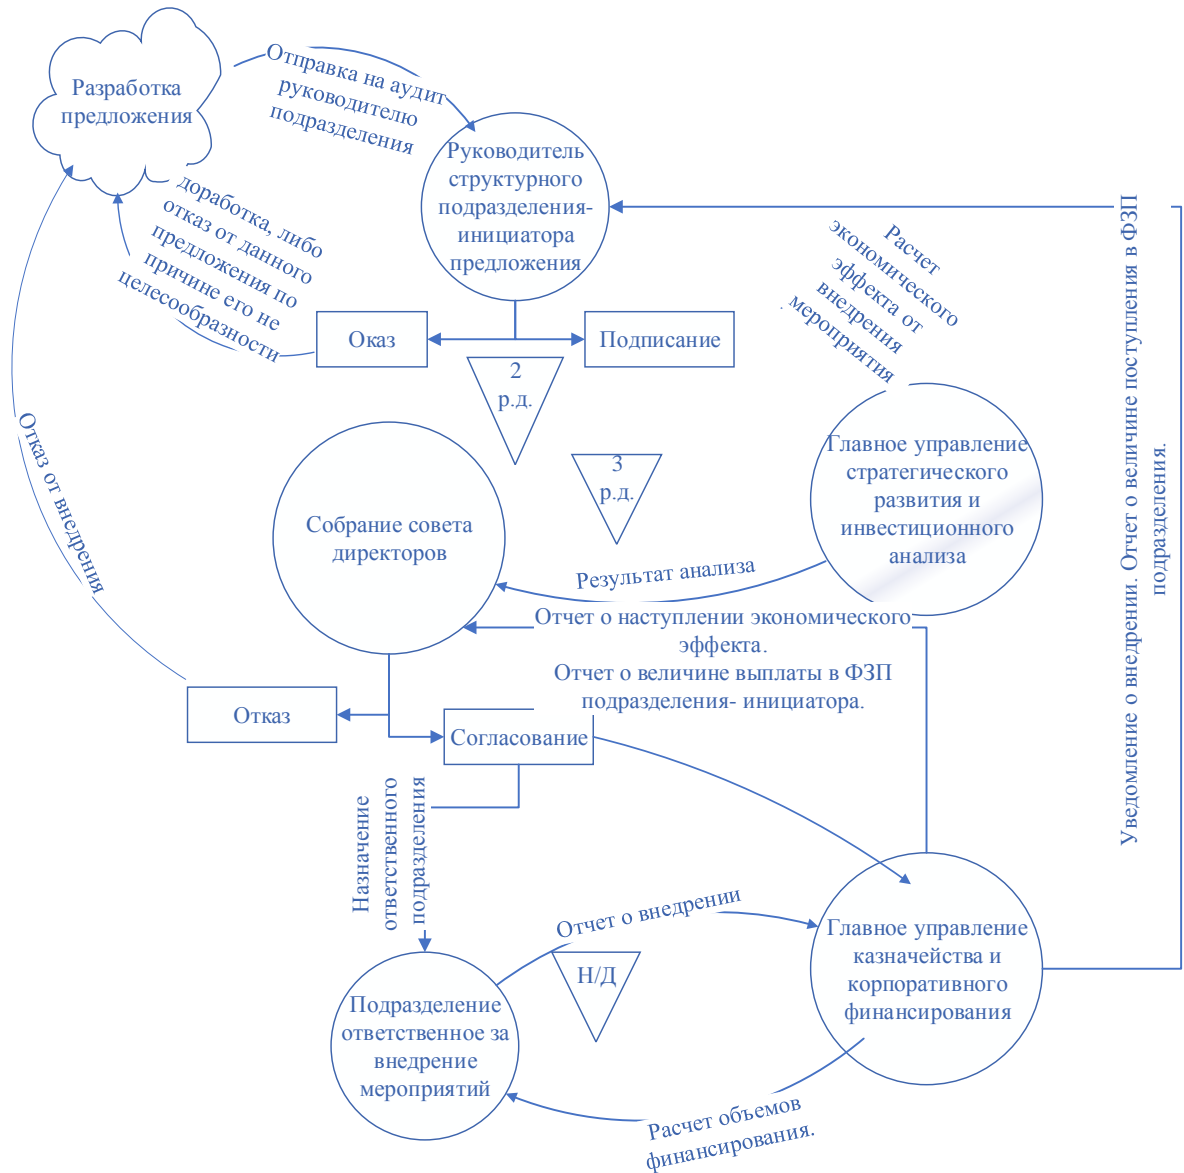 Разработка
предложения
Отправка на аудит
руководителю
подразделения
Руководитель
структурного
подразделения-
инициатора
предложения
доработка, либо
отказ от данного
предложения по
причине его не
целесообразности
Оказ
Подписание
2
р.д.
3
р.д.
Расчет
экономического
эффекта от
внедрения
мероприятия
.
Главное управление
стратегического
развития и
инвестиционного
анализа
Собрание совета
директоров
Результат анализа
Отчет о наступлении экономического
эффекта.
Отчет о величине выплаты в ФЗП
подразделения- инициатора.
Отказ от внедрения
Отказ
Согласование
Назначение
ответственного
подразделения
Отчет о внедрении
Н/Д
Подразделение
ответственное за
внедрение
мероприятий
Главное управление
казначейства и
корпоративного
финансирования
Расчет объемов
финансирования.
Уведомление о внедрении. Отчет о величине поступления в ФЗП
подразделения.